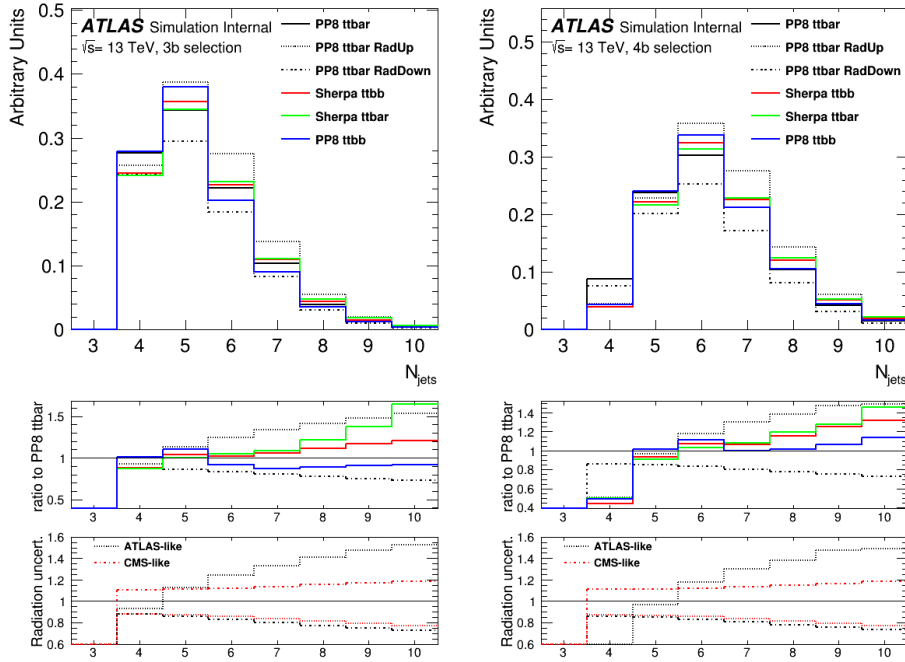 ATLAS Simulation Internal
√s= 13 TeV, 3b selection
PP8 ttbar
PP8 ttbar RadUp
PP8 ttbar RadDown
Sherpa ttbb
Sherpa ttbar
PP8 ttbb
Arbitrary Units
0.4
0.3
0.2
0.1
0
3 4 5 6 7 8 9 10
N_jets
ratio to PP8 ttbar
1.5
1
0.5
3 4 5 6 7 8 9 10
Radiation uncert.
ATLAS-like
CMS-like
1.6
1.4
1.2
1
0.8
0.6
3 4 5 6 7 8 9 10
ATLAS Simulation Internal
√s= 13 TeV, 4b selection
PP8 ttbar
PP8 ttbar RadUp
PP8 ttbar RadDown
Sherpa ttbb
Sherpa ttbar
PP8 ttbb
Arbitrary Units
0.5
0.4
0.3
0.2
0.1
0
3 4 5 6 7 8 9 10
N_jets
ratio to PP8 ttbar
1.4
1.2
1
0.8
0.6
0.4
3 4 5 6 7 8 9 10
Radiation uncert.
ATLAS-like
CMS-like
1.6
1.4
1.2
1
0.8
0.6
3 4 5 6 7 8 9 10